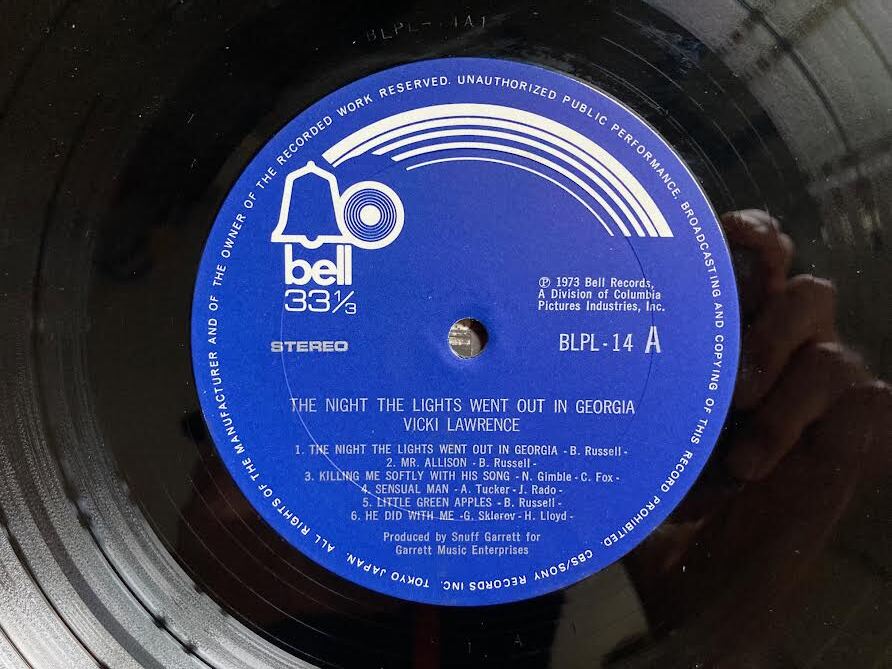 BLPL-14A1
ALL RIGHTS OF THE MANUFACTURER AND OF THE OWNER OF THE RECORDED WORK RESERVED. UNAUTHORIZED PUBLIC PERFORMANCE, BROADCASTING AND COPYING OF THIS RECORD PROHIBITED. CBS/SONY RECORDS INC. TOKYO JAPAN.
bell
33 1/3
STEREO
Ⓟ 1973 Bell Records,
A Division of Columbia
Pictures Industries, Inc.
BLPL-14 A
THE NIGHT THE LIGHTS WENT OUT IN GEORGIA
VICKI LAWRENCE
1. THE NIGHT THE LIGHTS WENT OUT IN GEORGIA - B. Russell -
2. MR. ALLISON - B. Russell -
3. KILLING ME SOFTLY WITH HIS SONG - N. Gimble - C. Fox -
4. SENSUAL MAN - A. Tucker - J. Rado -
5. LITTLE GREEN APPLES - B. Russell -
6. HE DID WITH ME - G. Sklerov - H. Lloyd -
Produced by Snuff Garrett for
Garrett Music Enterprises
1. A